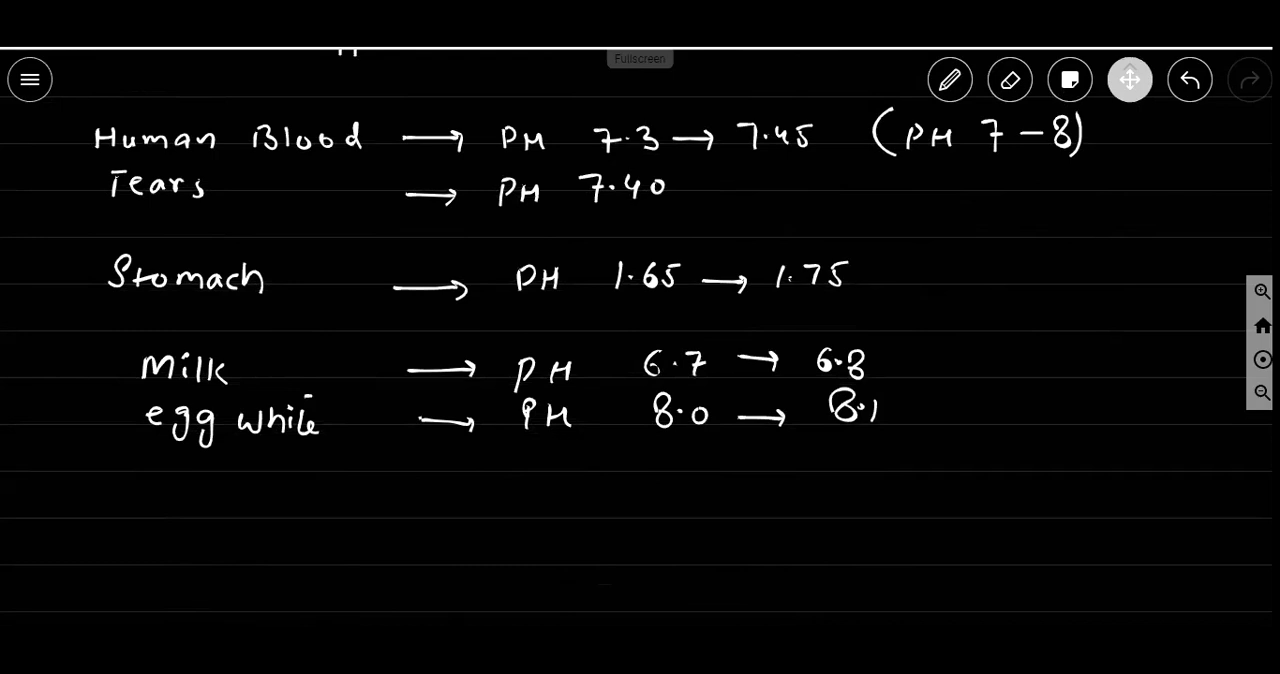 Fullscreen
Human Blood → PH 7.3 → 7.45 (PH 7 - 8)
Tears → PH 7.40
Stomach → PH 1.65 → 1.75
Milk → PH 6.7 → 6.8
egg white → PH 8.0 → 8.1